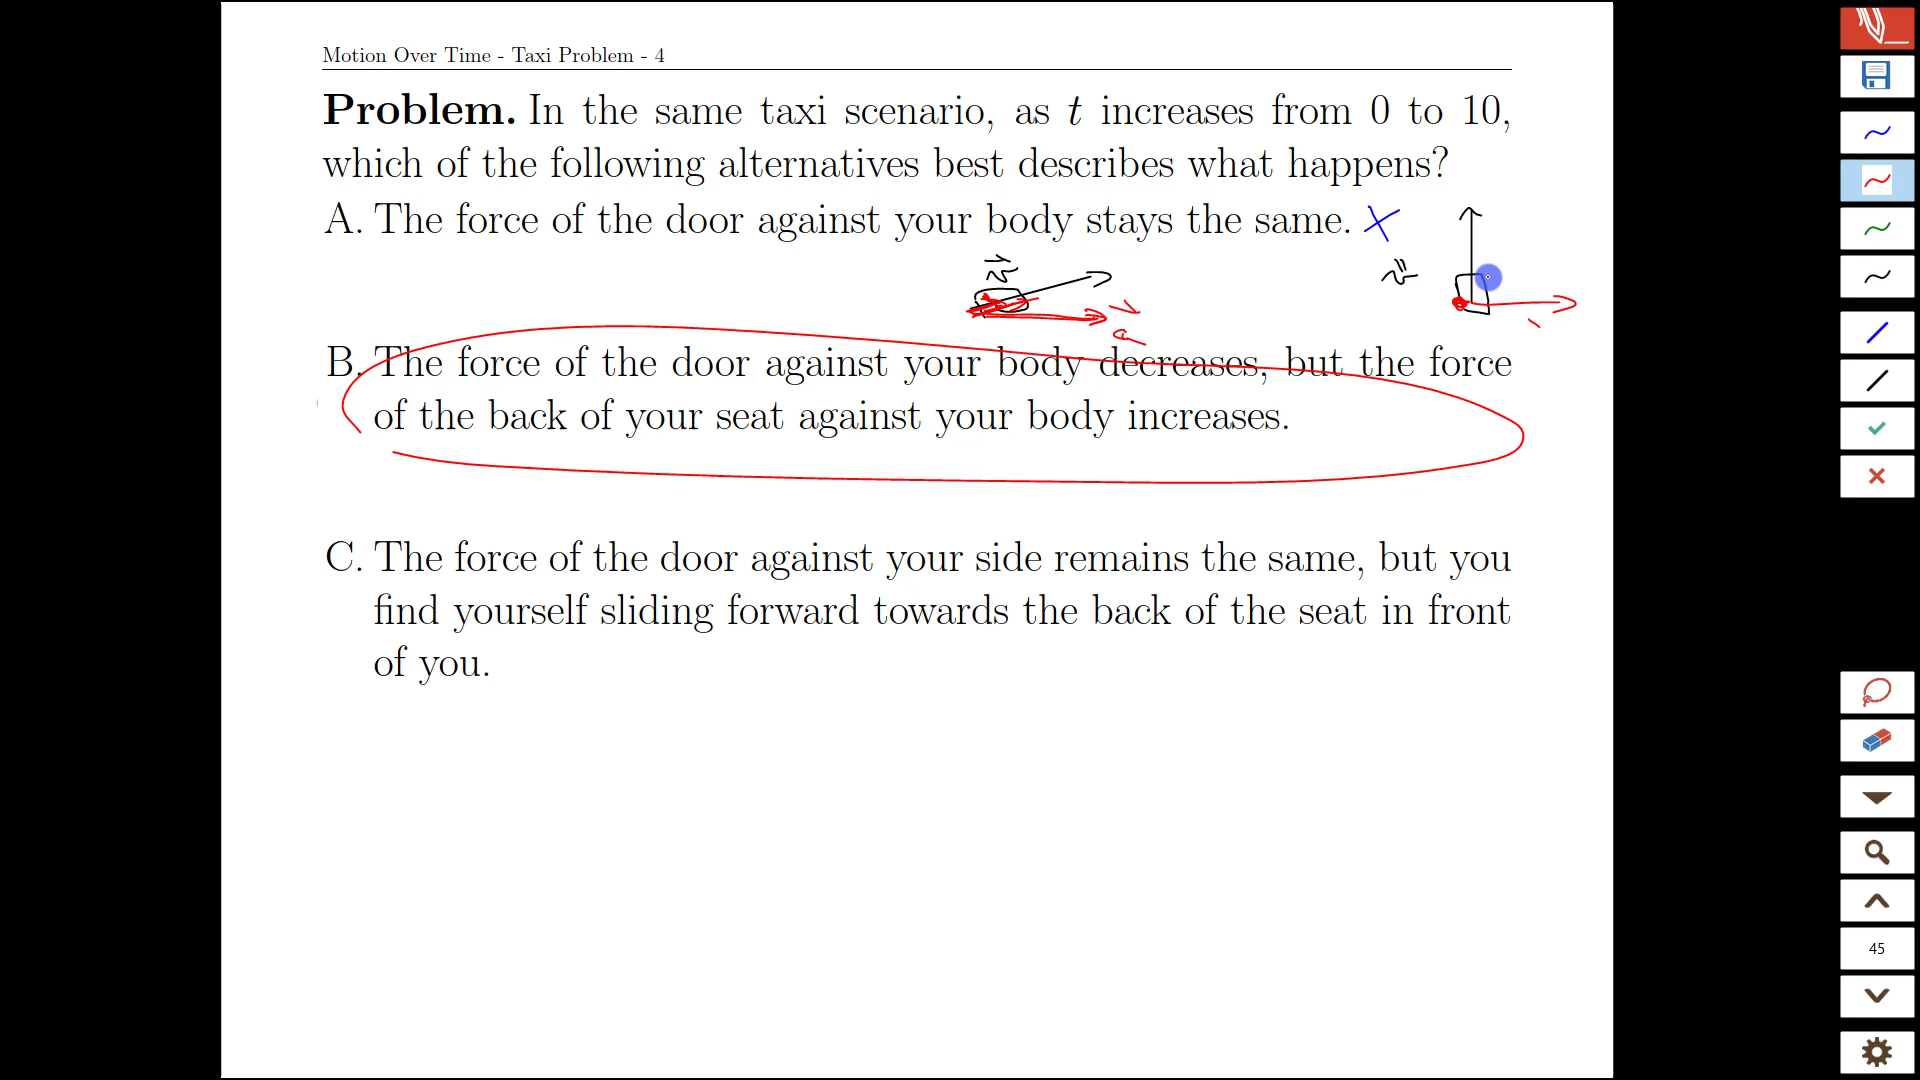 Motion Over Time - Taxi Problem - 4
Problem. In the same taxi scenario, as t increases from 0 to 10,
which of the following alternatives best describes what happens?
A. The force of the door against your body stays the same.
B. The force of the door against your body decreases, but the force
of the back of your seat against your body increases.
C. The force of the door against your side remains the same, but you
find yourself sliding forward towards the back of the seat in front
of you.
45